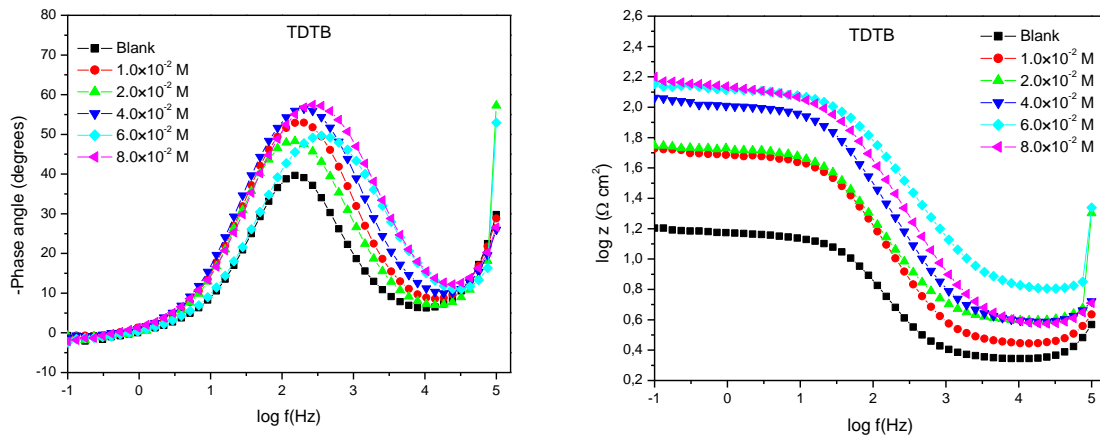 TDTB
Blank
1.0×10⁻² M
2.0×10⁻² M
4.0×10⁻² M
6.0×10⁻² M
8.0×10⁻² M
80
70
60
50
40
30
20
10
0
-10
-1
0
1
2
3
4
5
-Phase angle (degrees)
log f(Hz)
TDTB
Blank
1.0×10⁻² M
2.0×10⁻² M
4.0×10⁻² M
6.0×10⁻² M
8.0×10⁻² M
2,6
2,4
2,2
2,0
1,8
1,6
1,4
1,2
1,0
0,8
0,6
0,4
0,2
-1
0
1
2
3
4
5
log z (Ω cm²)
log f(Hz)